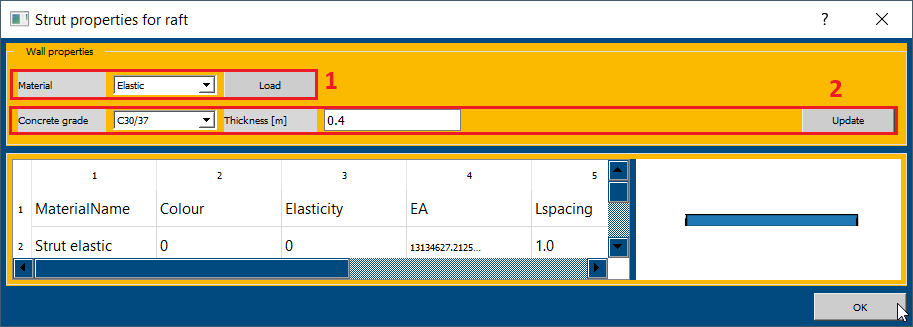 Strut properties for raft ?
Wall properties
Material Elastic Load 1
2
Concrete grade C30/37 Thickness [m] 0.4 Update
1 2 3 4 5
1 MaterialName Colour Elasticity EA Lspacing
2 Strut elastic 0 0 13134627.2125... 1.0
OK